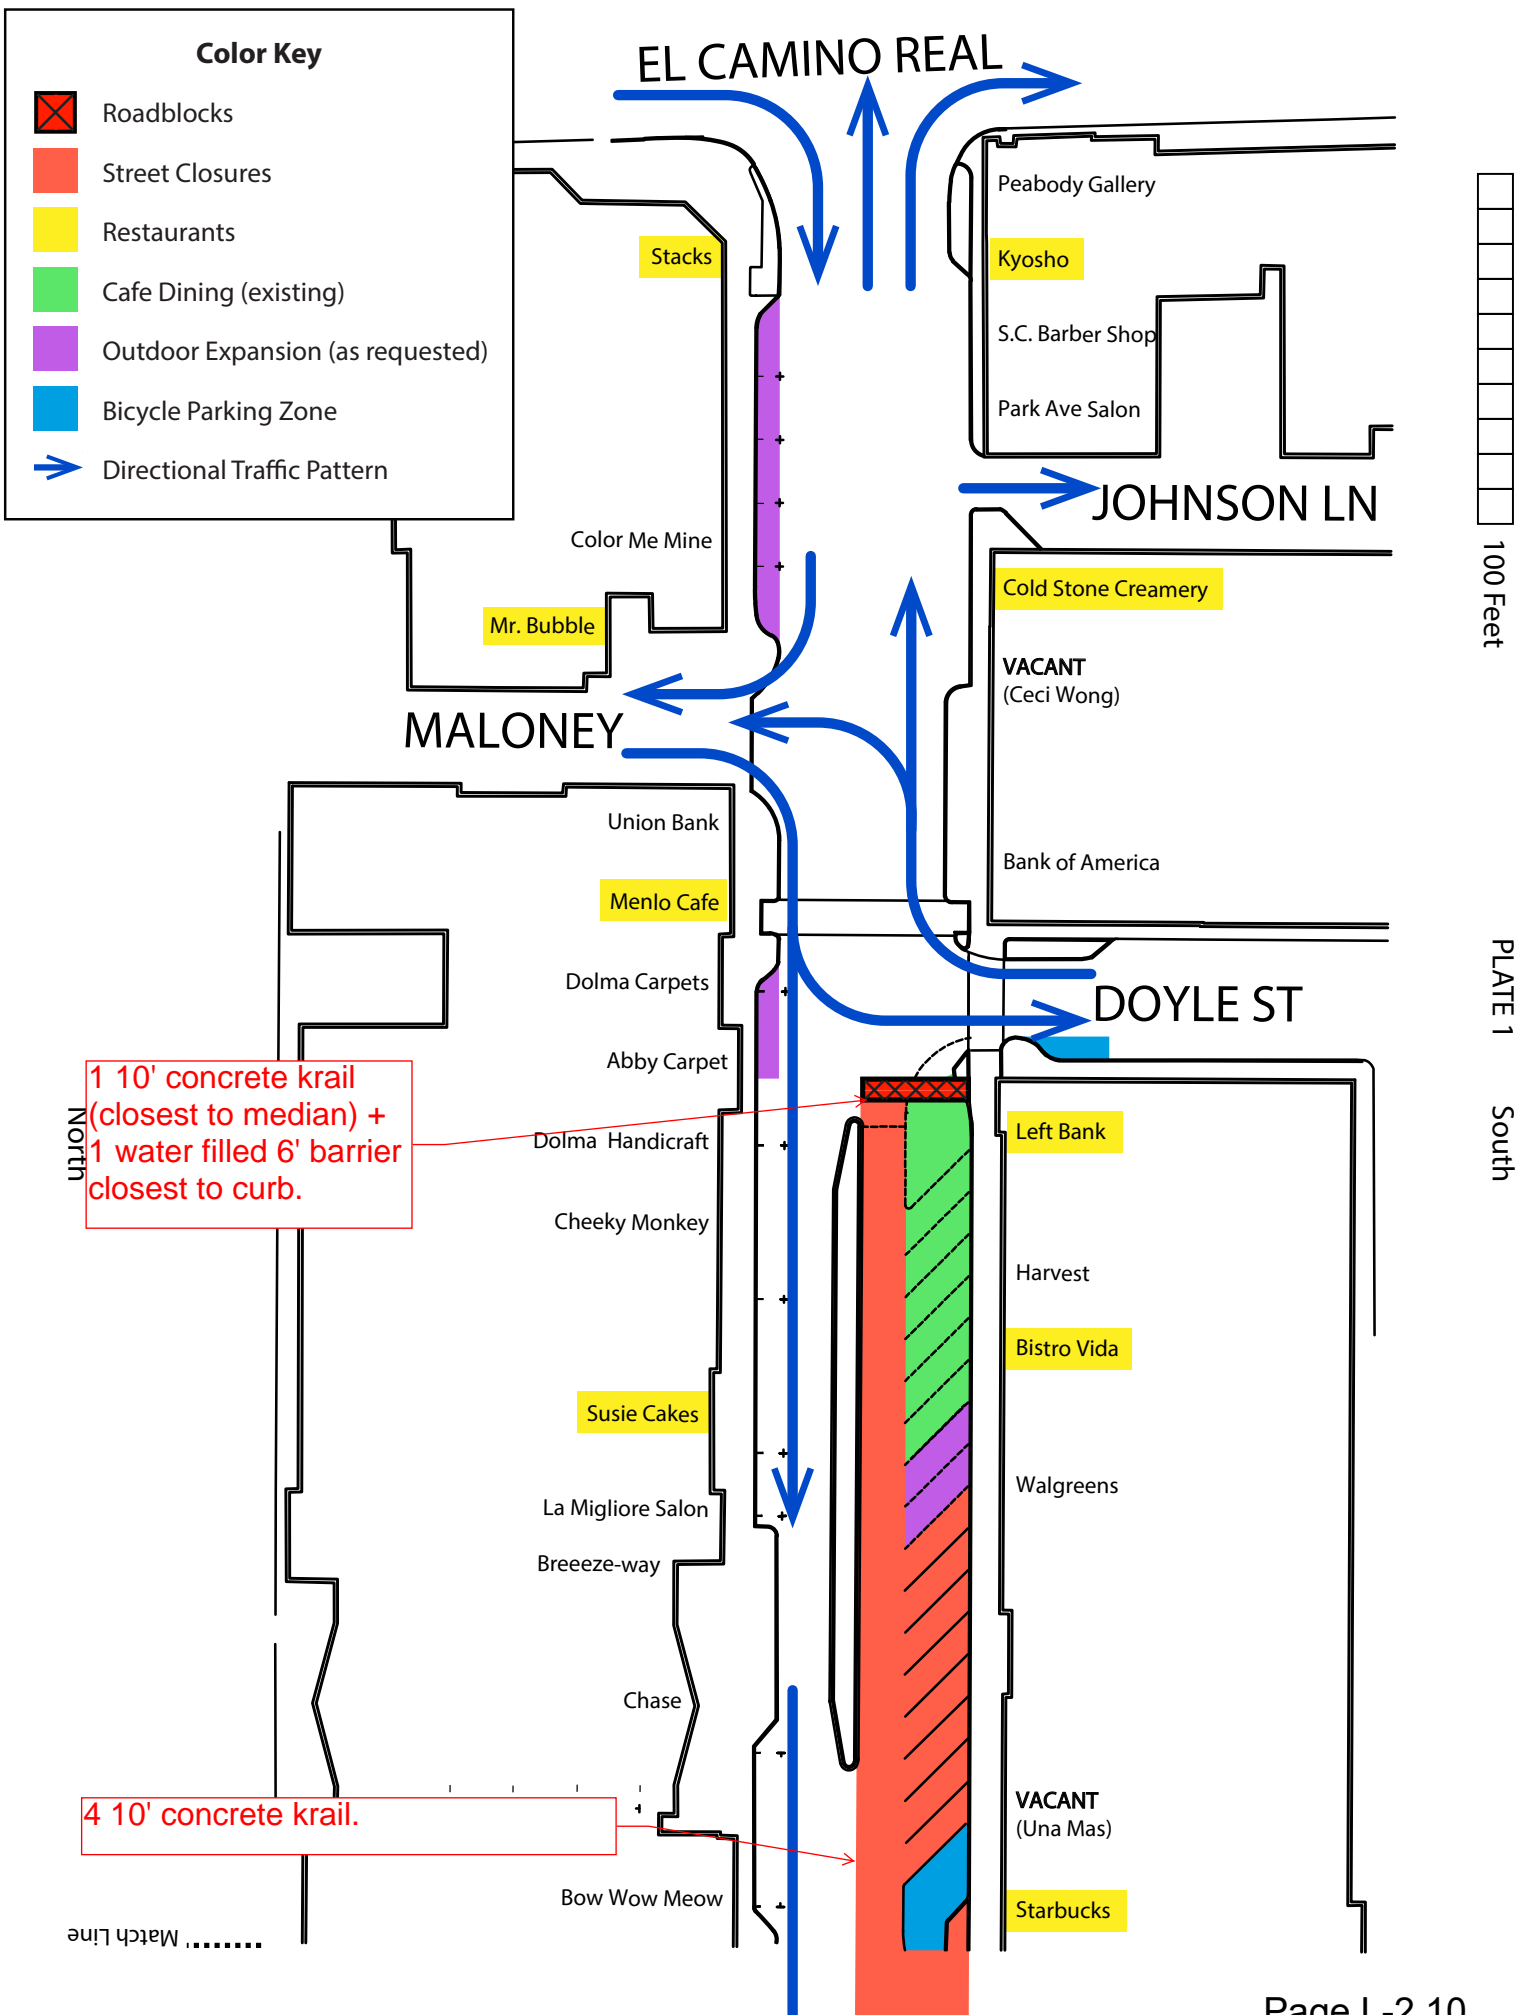 Color Key
Roadblocks
Street Closures
Restaurants
Cafe Dining (existing)
Outdoor Expansion (as requested)
Bicycle Parking Zone
Directional Traffic Pattern
EL CAMINO REAL
Peabody Gallery
Stacks
Kyosho
S.C. Barber Shop
Park Ave Salon
JOHNSON LN
100 Feet
Color Me Mine
Cold Stone Creamery
Mr. Bubble
VACANT
(Ceci Wong)
MALONEY
Union Bank
Bank of America
Menlo Cafe
Dolma Carpets
DOYLE ST
PLATE 1
Abby Carpet
1 10' concrete krail
(closest to median) +
1 water filled 6' barrier
closest to curb.
North
South
Left Bank
Dolma Handicraft
Cheeky Monkey
Harvest
Bistro Vida
Susie Cakes
Walgreens
La Migliore Salon
Breeeze-way
Chase
VACANT
(Una Mas)
4 10' concrete krail.
Bow Wow Meow
Starbucks
Match Line
Page L-2.10